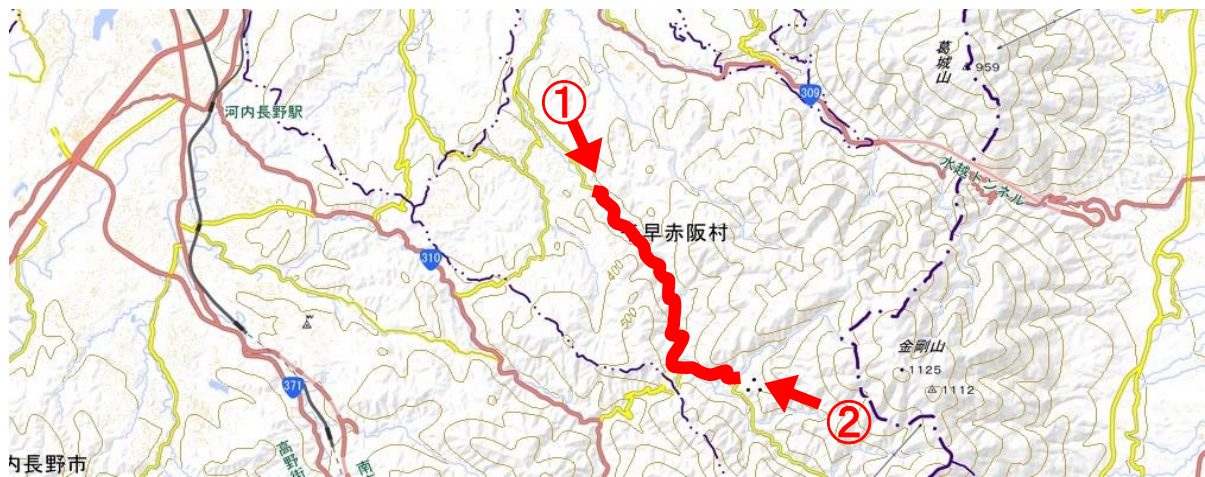 葛城山
959
①
309
河内長野駅
水越トンネル
早赤阪村
310
400
500
金剛山
1125
1112
371
②
高野街
南
内長野市